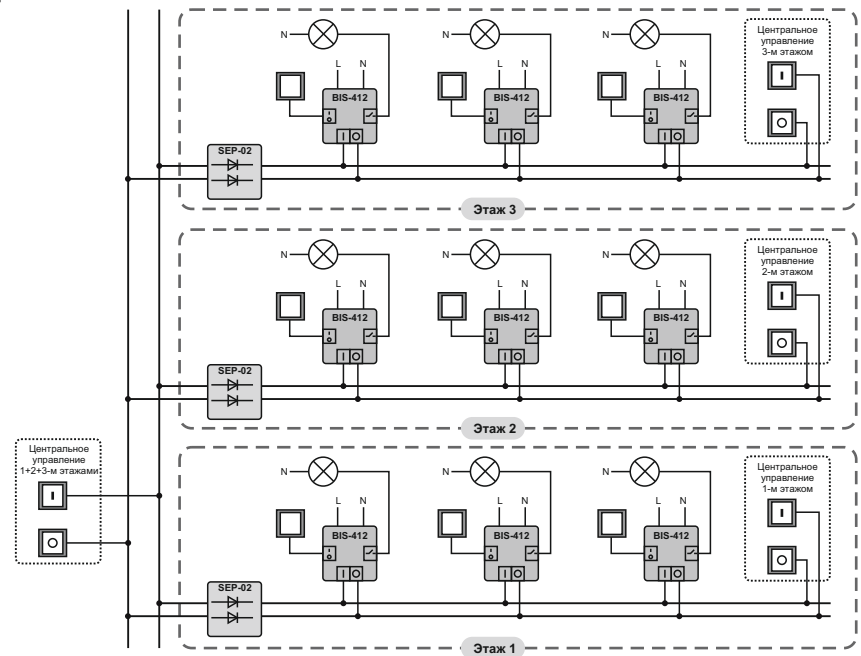 N
N
N
Центральное
управление
3-м этажом
L N
L N
L N
BIS-412
BIS-412
BIS-412
SEP-02
Этаж 3
N
N
N
Центральное
управление
2-м этажом
L N
L N
L N
BIS-412
BIS-412
BIS-412
SEP-02
Этаж 2
Центральное
управление
1+2+3-м этажами
N
N
N
Центральное
управление
1-м этажом
L N
L N
L N
BIS-412
BIS-412
BIS-412
SEP-02
Этаж 1